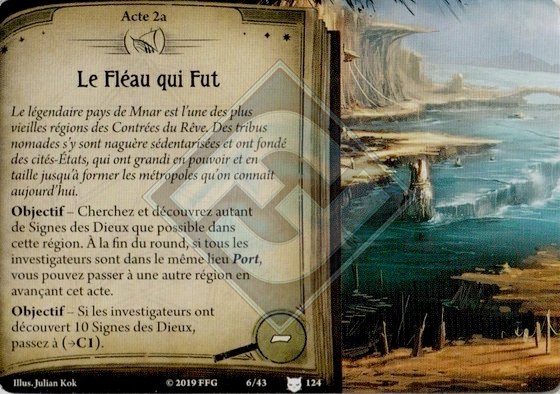 Acte 2a
Le Fléau qui Fut
Le légendaire pays de Mnar est l'une des plus
vieilles régions des Contrées du Rêve. Des tribus
nomades s'y sont naguère sédentarisées et ont fondé
des cités-États, qui ont grandi en pouvoir et en
taille jusqu'à former les métropoles qu'on connaît
aujourd'hui.
Objectif – Cherchez et découvrez autant
de Signes des Dieux que possible dans
cette région. À la fin du round, si tous les
investigateurs sont dans le même lieu Port,
vous pouvez passer à une autre région en
avançant cet acte.
Objectif – Si les investigateurs ont
découvert 10 Signes des Dieux,
passez à (→C1).
–
Illus. Julian Kok © 2019 FFG 6/43 124